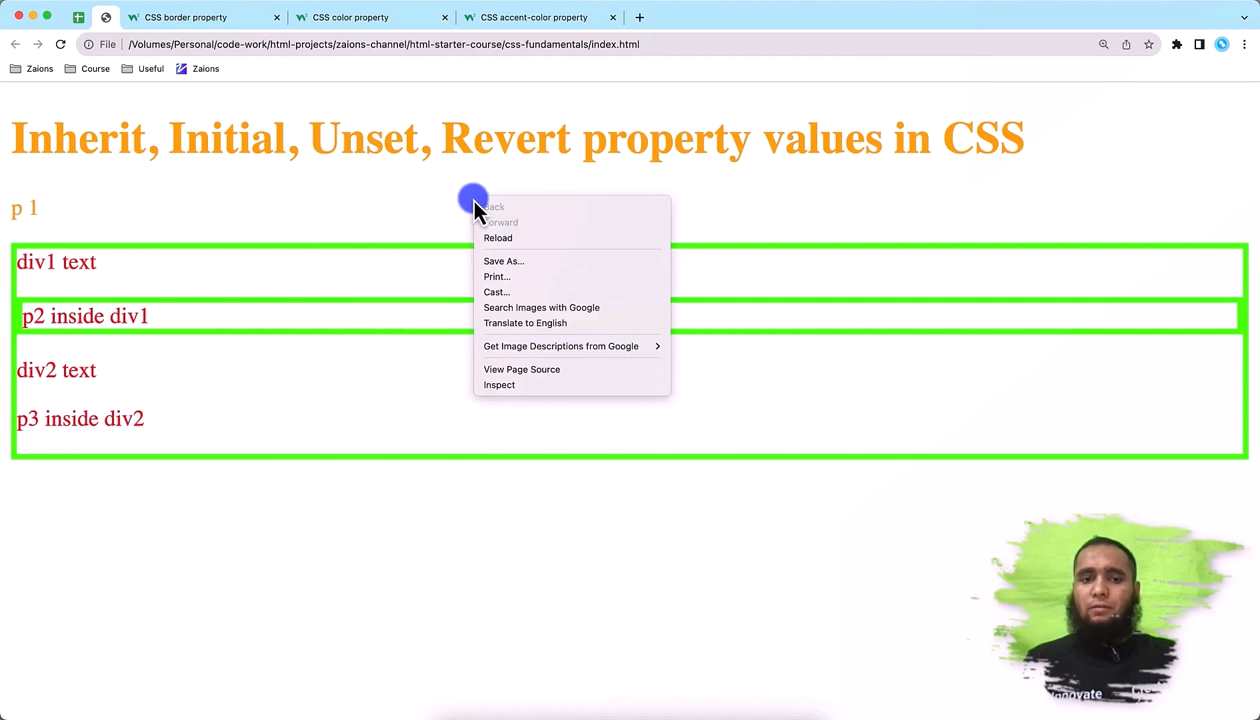 CSS border property
CSS color property
CSS accent-color property
File
/Volumes/Personal/code-work/html-projects/zaions-channel/html-starter-course/css-fundamentals/index.html
Zaions
Course
Useful
Zaions
Inherit, Initial, Unset, Revert property values in CSS
p 1
Back
Forward
Reload
Save As...
Print...
Cast...
Search Images with Google
Translate to English
Get Image Descriptions from Google
View Page Source
Inspect
div1 text
p2 inside div1
div2 text
p3 inside div2